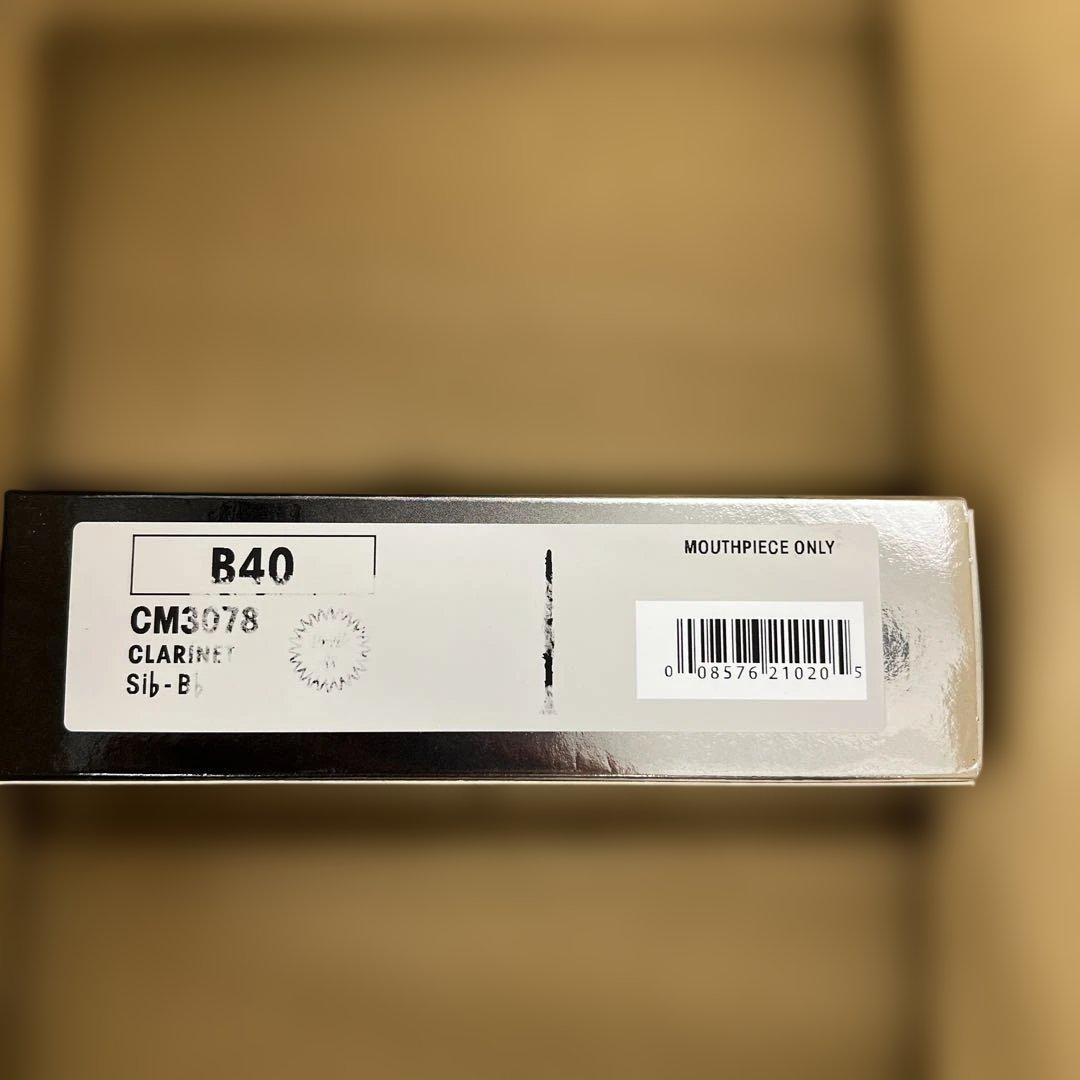 B40
CM3078
CLARINET
Sib-Bb
MOUTHPIECE ONLY
0 08576 21020 5